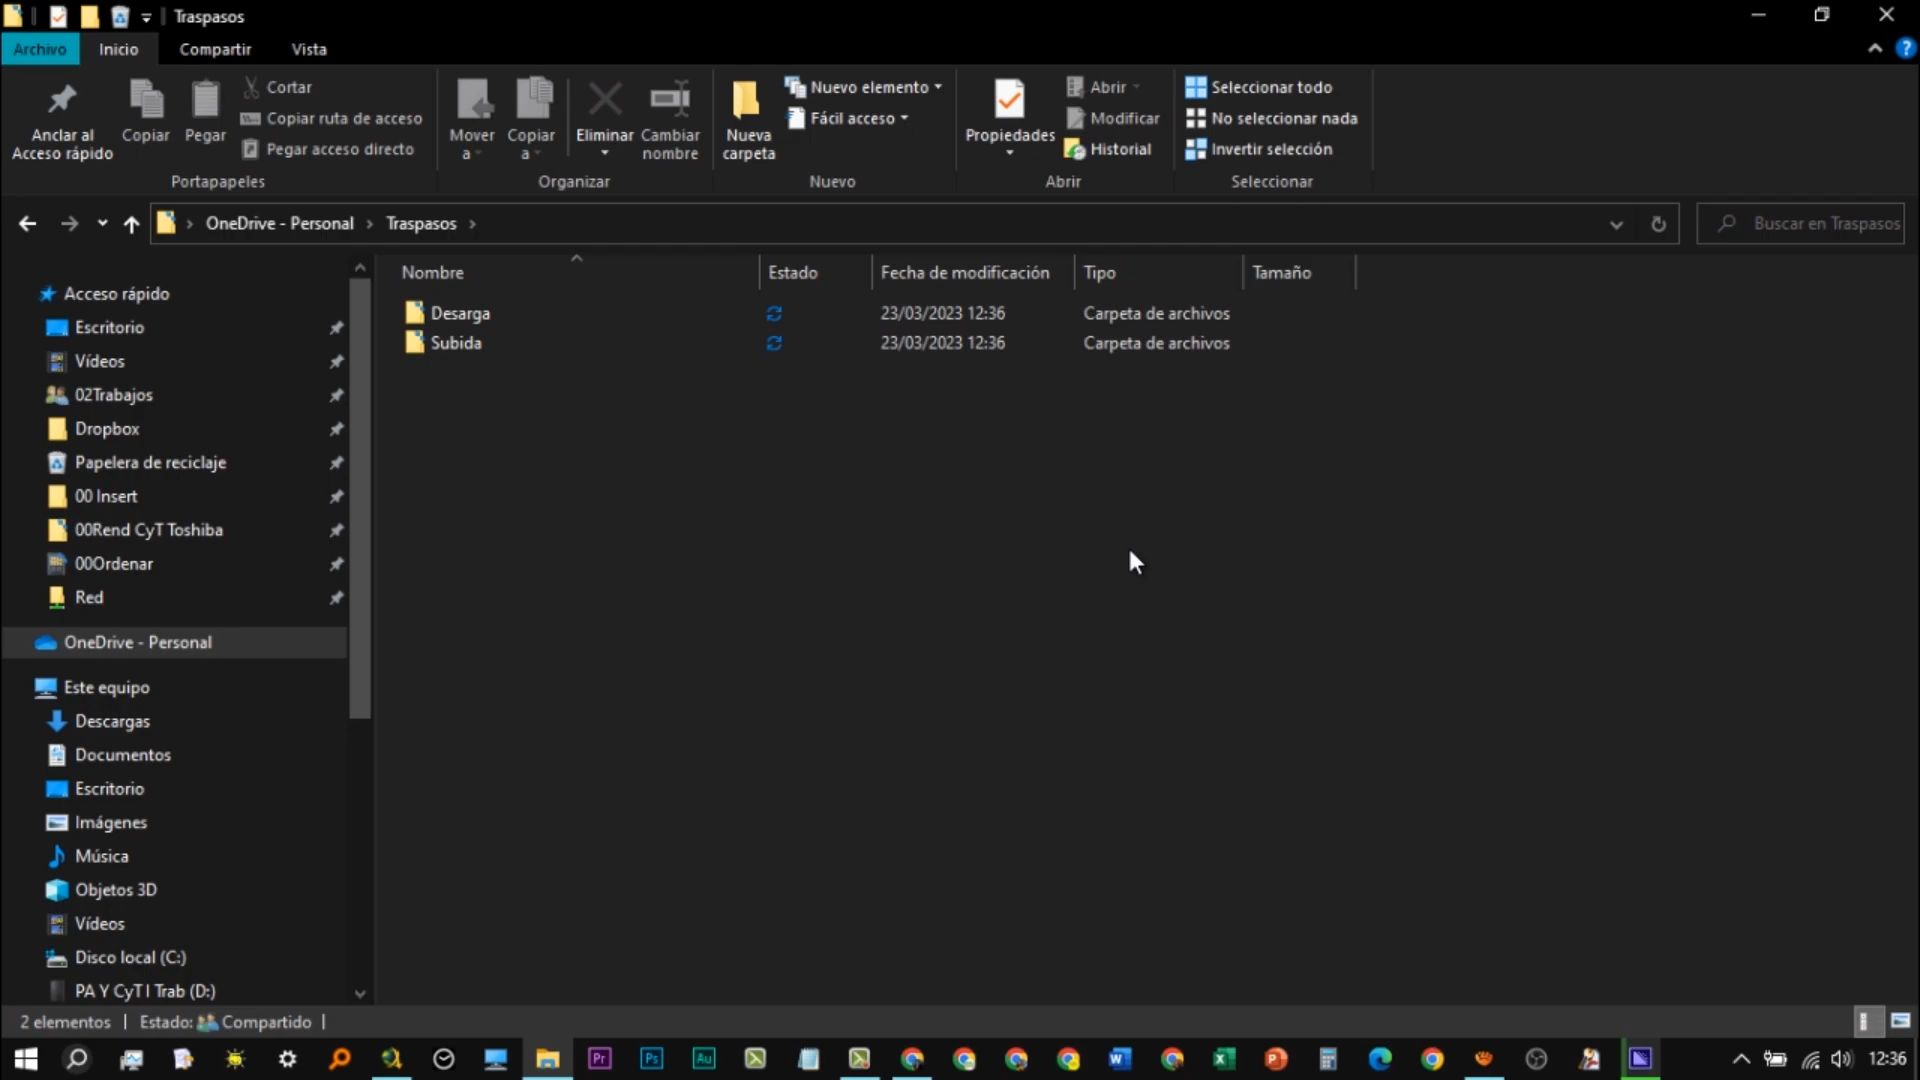 Traspasos
Archivo Inicio Compartir Vista
Anclar al Acceso rápido
Copiar
Pegar
Cortar
Copiar ruta de acceso
Pegar acceso directo
Portapapeles
Mover a
Copiar a
Eliminar
Cambiar nombre
Organizar
Nueva carpeta
Nuevo elemento
Fácil acceso
Nuevo
Propiedades
Abrir
Modificar
Historial
Abrir
Seleccionar todo
No seleccionar nada
Invertir selección
Seleccionar
OneDrive - Personal › Traspasos ›
Buscar en Traspasos
Nombre Estado Fecha de modificación Tipo Tamaño
Desarga 23/03/2023 12:36 Carpeta de archivos
Subida 23/03/2023 12:36 Carpeta de archivos
Acceso rápido
Escritorio
Vídeos
02Trabajos
Dropbox
Papelera de reciclaje
00 Insert
00Rend CyT Toshiba
00Ordenar
Red
OneDrive - Personal
Este equipo
Descargas
Documentos
Escritorio
Imágenes
Música
Objetos 3D
Vídeos
Disco local (C:)
PA Y CyT I Trab (D:)
2 elementos | Estado: Compartido |
Pr Ps Au
12:36